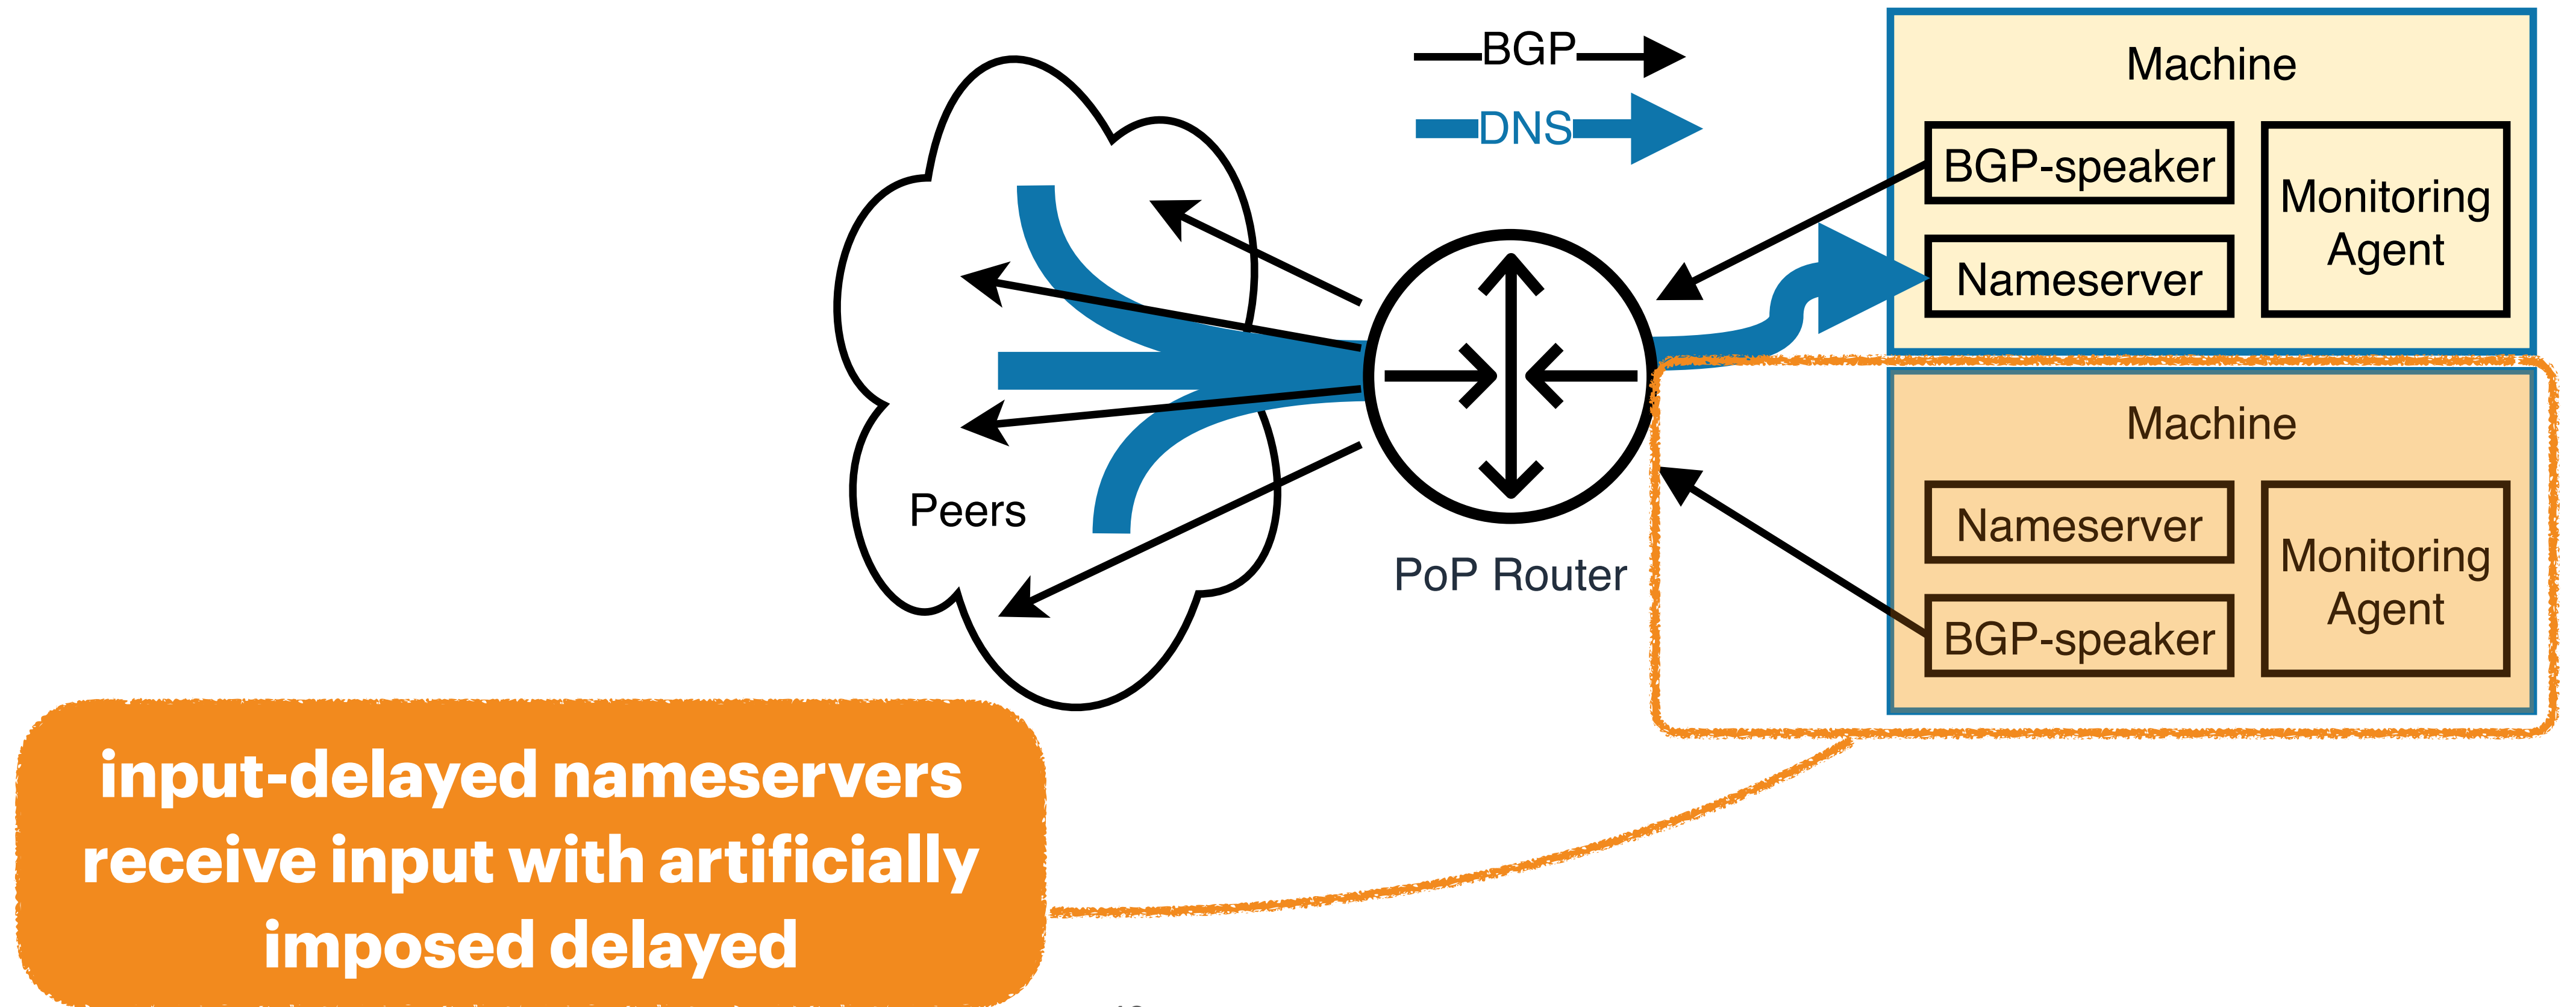 BGP
DNS
Machine
BGP-speaker
Nameserver
Monitoring
Agent
Peers
PoP Router
Machine
Nameserver
BGP-speaker
Monitoring
Agent
input-delayed nameservers
receive input with artificially
imposed delayed